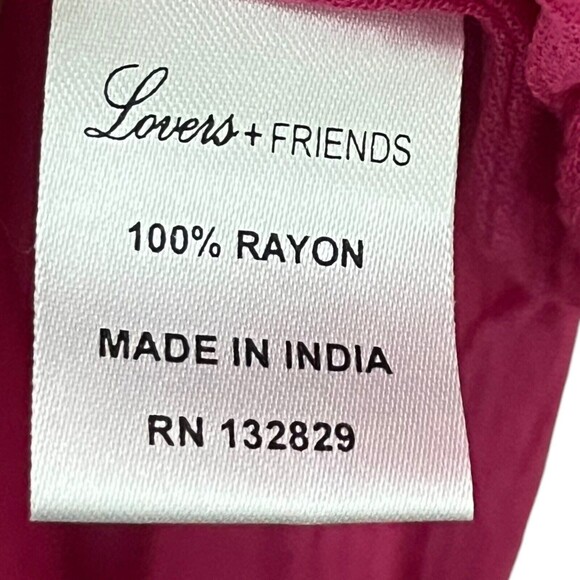 Lovers + FRIENDS
100% RAYON
MADE IN INDIA
RN 132829